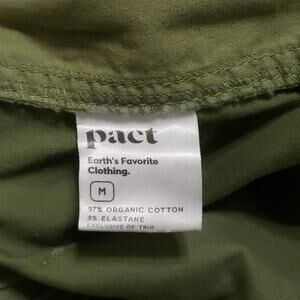 pact
Earth's Favorite
Clothing.
M
97% ORGANIC COTTON
3% ELASTANE
EXCLUSIVE OF TRIM